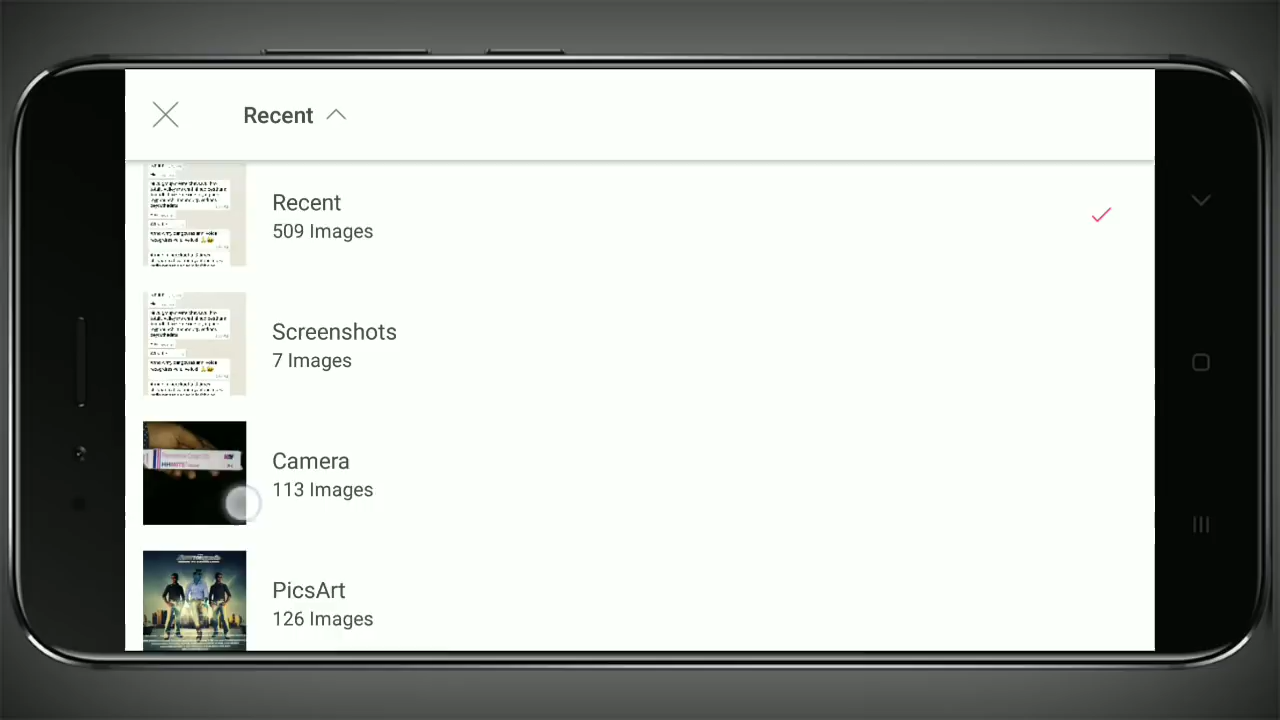 Recent
Recent
509 Images
Screenshots
7 Images
Camera
113 Images
PicsArt
126 Images